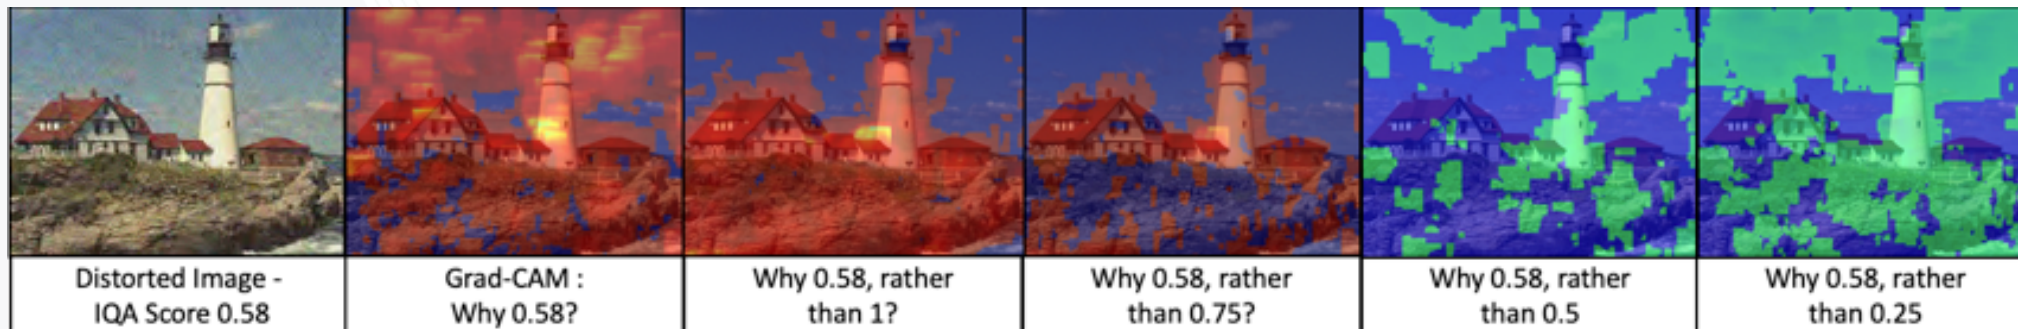 Distorted Image -
IQA Score 0.58
Grad-CAM :
Why 0.58?
Why 0.58, rather
than 1?
Why 0.58, rather
than 0.75?
Why 0.58, rather
than 0.5
Why 0.58, rather
than 0.25